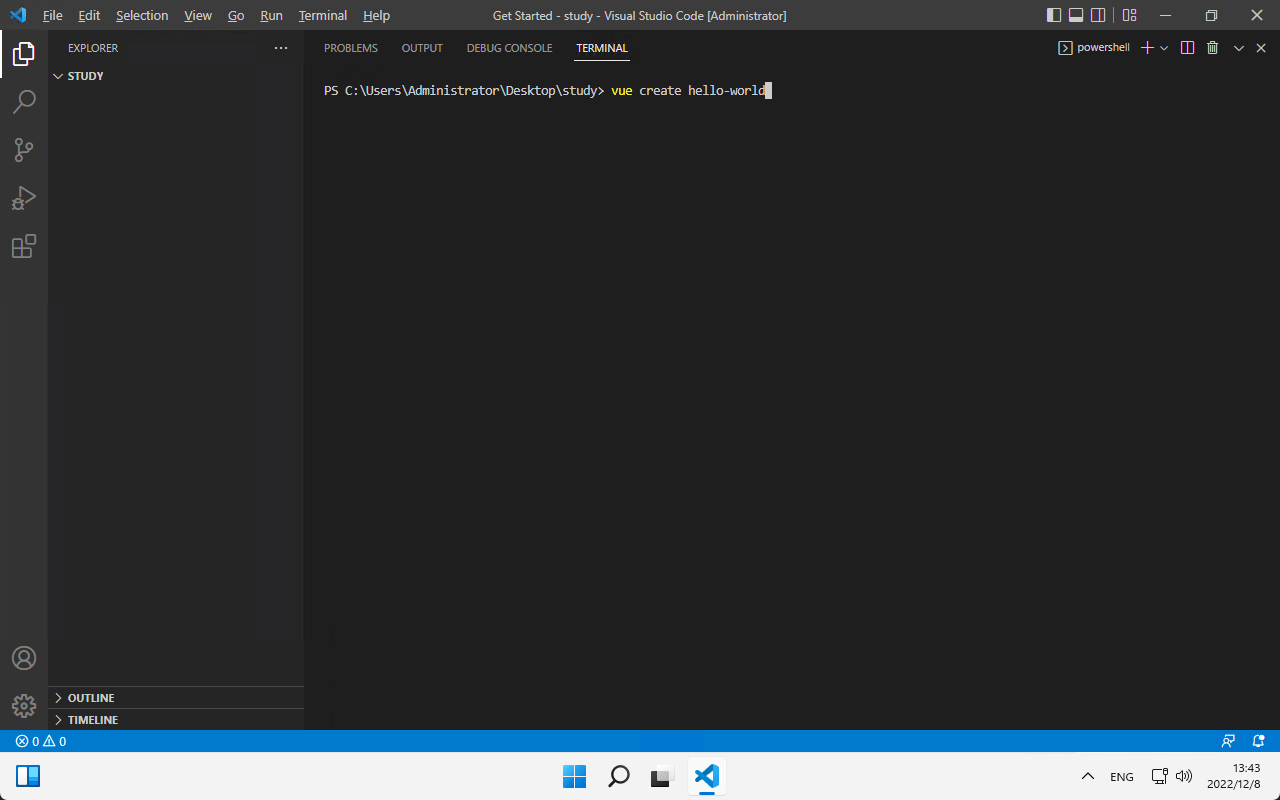 File Edit Selection View Go Run Terminal Help
Get Started - study - Visual Studio Code [Administrator]
EXPLORER
STUDY
PROBLEMS OUTPUT DEBUG CONSOLE TERMINAL
powershell
PS C:\Users\Administrator\Desktop\study> vue create hello-world
OUTLINE
TIMELINE
0 0
ENG
13:43
2022/12/8